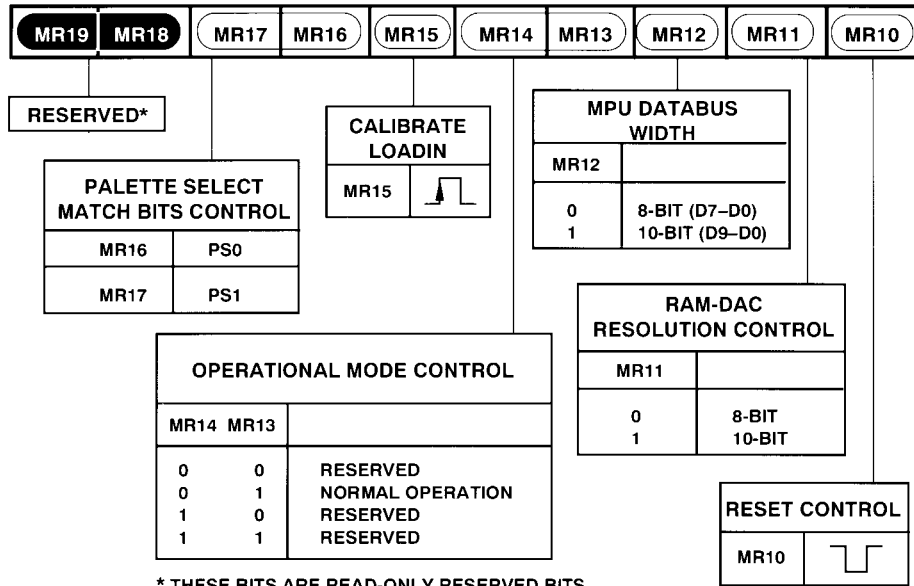 MR19 MR18 MR17 MR16 MR15 MR14 MR13 MR12 MR11 MR10
RESERVED*
PALETTE SELECT
MATCH BITS CONTROL
MR16 PS0
MR17 PS1
CALIBRATE
LOADIN
MR15
MPU DATABUS
WIDTH
MR12
0 8-BIT (D7–D0)
1 10-BIT (D9–D0)
OPERATIONAL MODE CONTROL
MR14 MR13
0 0 RESERVED
0 1 NORMAL OPERATION
1 0 RESERVED
1 1 RESERVED
RAM-DAC
RESOLUTION CONTROL
MR11
0 8-BIT
1 10-BIT
RESET CONTROL
MR10
* THESE BITS ARE READ-ONLY RESERVED BITS